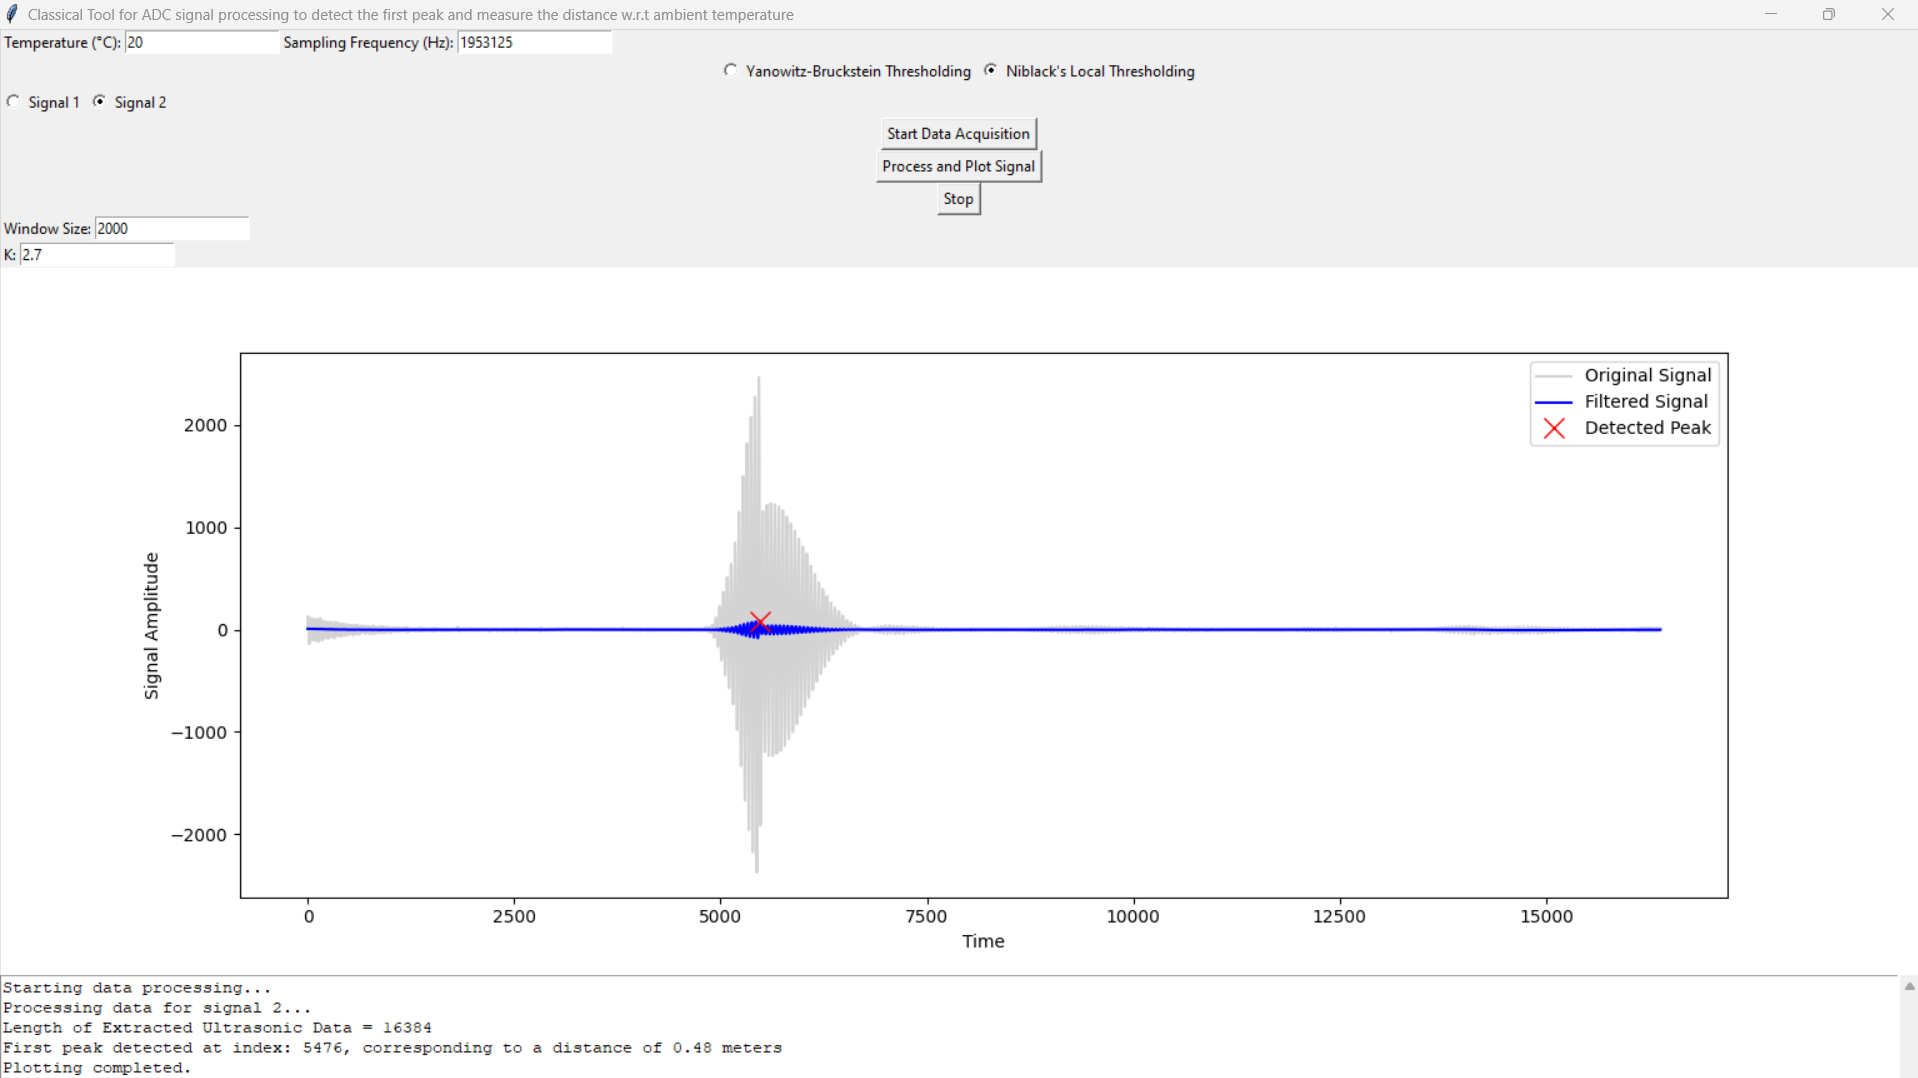 Classical Tool for ADC signal processing to detect the first peak and measure the distance w.r.t ambient temperature
Temperature (°C): 20 Sampling Frequency (Hz): 1953125
Yanowitz-Bruckstein Thresholding Niblack's Local Thresholding
Signal 1 Signal 2
Start Data Acquisition
Process and Plot Signal
Stop
Window Size: 2000
K: 2.7
Original Signal
Filtered Signal
Detected Peak
2000
1000
0
−1000
−2000
Signal Amplitude
0 2500 5000 7500 10000 12500 15000
Time
Starting data processing...
Processing data for signal 2...
Length of Extracted Ultrasonic Data = 16384
First peak detected at index: 5476, corresponding to a distance of 0.48 meters
Plotting completed.